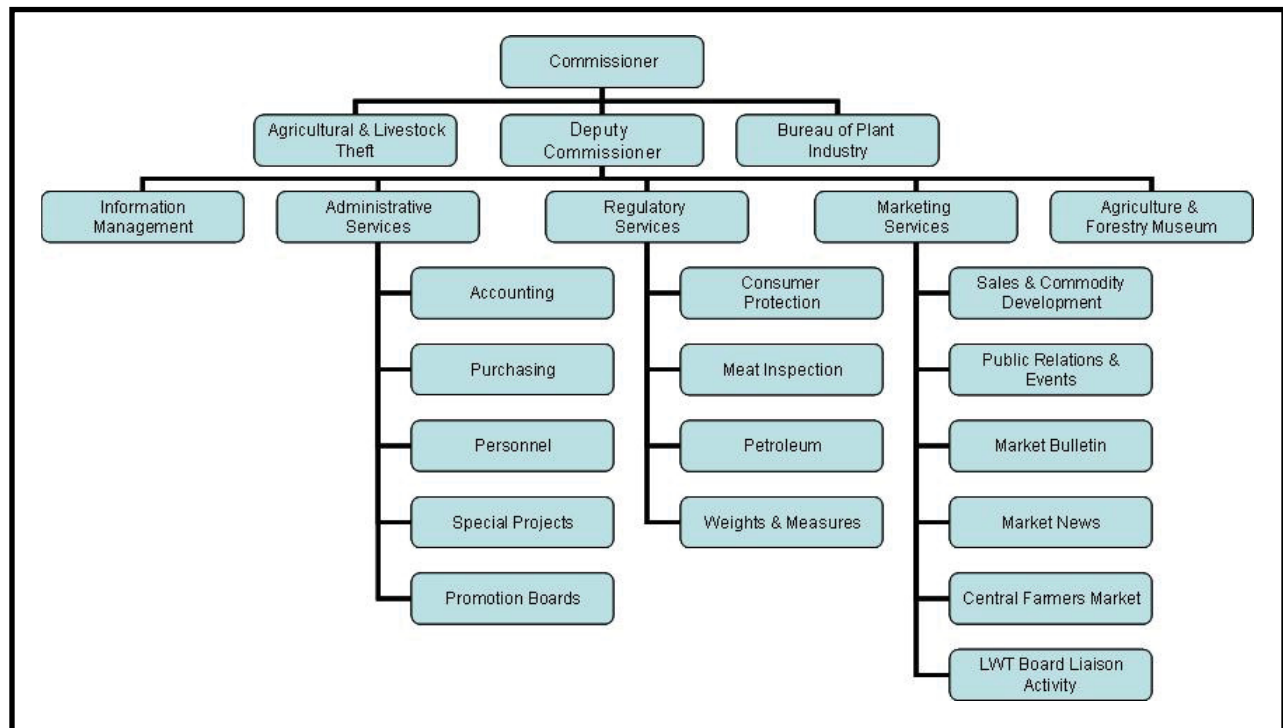 Commissioner
Agricultural & Livestock
Theft
Deputy
Commissioner
Bureau of Plant
Industry
Information
Management
Administrative
Services
Regulatory
Services
Marketing
Services
Agriculture &
Forestry Museum
Accounting
Purchasing
Personnel
Special Projects
Promotion Boards
Consumer
Protection
Meat Inspection
Petroleum
Weights & Measures
Sales & Commodity
Development
Public Relations &
Events
Market Bulletin
Market News
Central Farmers Market
LWT Board Liaison
Activity